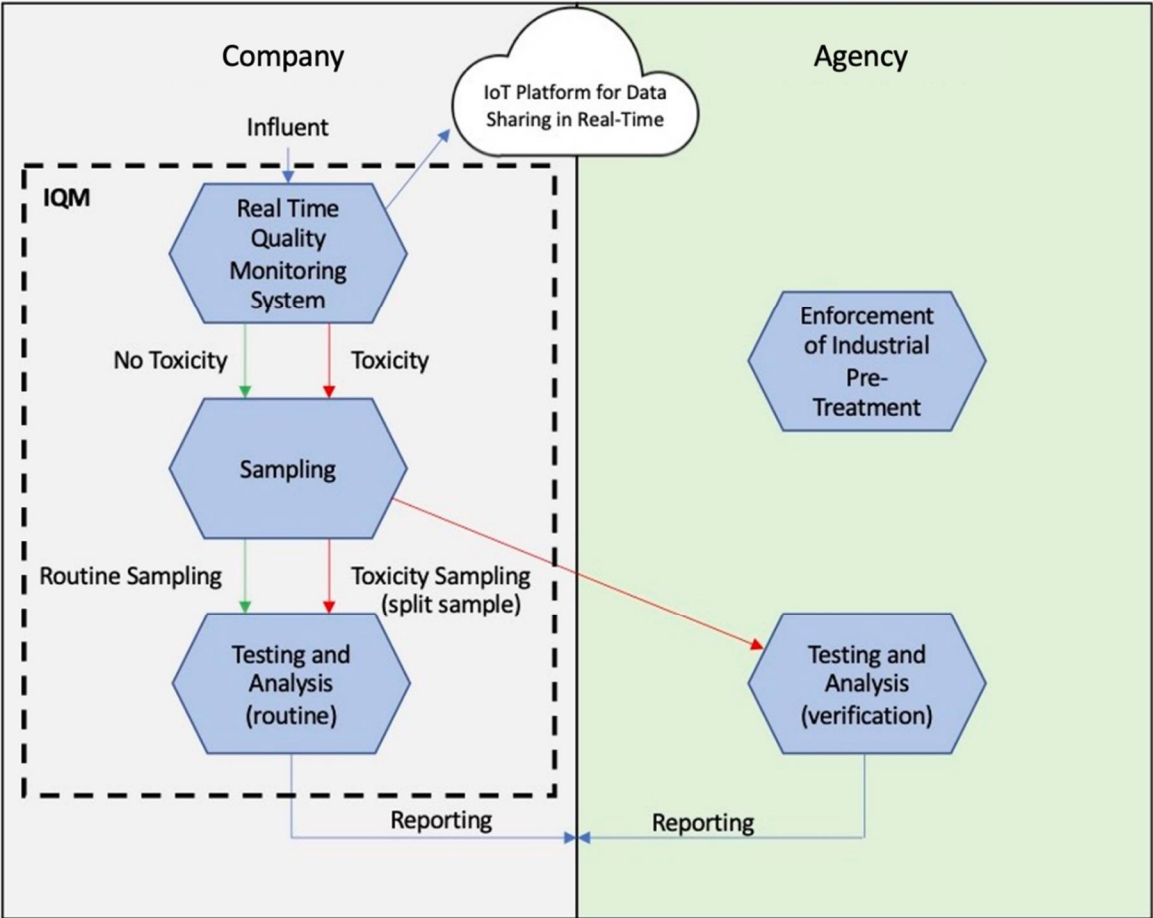 Company
Agency
IoT Platform for Data
Sharing in Real-Time
Influent
IQM
Real Time
Quality
Monitoring
System
No Toxicity
Toxicity
Enforcement
of Industrial
Pre-
Treatment
Sampling
Routine Sampling
Toxicity Sampling
(split sample)
Testing and
Analysis
(routine)
Testing and
Analysis
(verification)
Reporting
Reporting